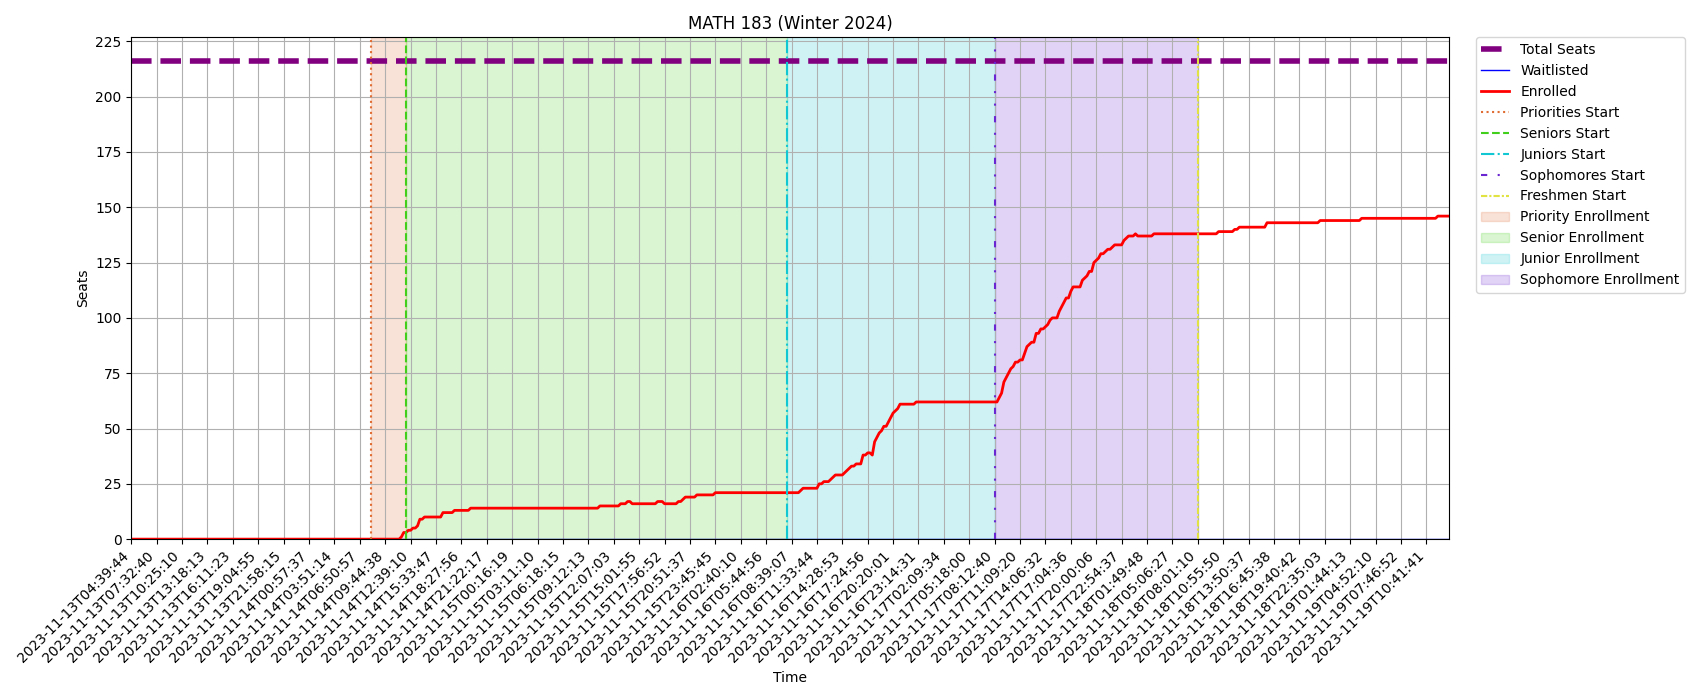 MATH 183 (Winter 2024)
225
200
175
150
125
100
75
50
25
0
Seats
2023-11-13T04:39:44
2023-11-13T07:32:40
2023-11-13T10:25:10
2023-11-13T13:18:13
2023-11-13T16:11:23
2023-11-13T19:04:55
2023-11-13T21:58:15
2023-11-14T00:57:37
2023-11-14T03:51:14
2023-11-14T06:50:57
2023-11-14T09:44:38
2023-11-14T12:39:10
2023-11-14T15:33:47
2023-11-14T18:27:56
2023-11-14T21:22:17
2023-11-15T00:16:19
2023-11-15T03:11:10
2023-11-15T06:18:15
2023-11-15T09:12:13
2023-11-15T12:07:03
2023-11-15T15:01:55
2023-11-15T17:56:52
2023-11-15T20:51:37
2023-11-15T23:45:45
2023-11-16T02:40:10
2023-11-16T05:44:56
2023-11-16T08:39:07
2023-11-16T11:33:44
2023-11-16T14:28:53
2023-11-16T17:24:56
2023-11-16T20:20:01
2023-11-16T23:14:31
2023-11-17T02:09:34
2023-11-17T05:18:00
2023-11-17T08:12:40
2023-11-17T11:09:20
2023-11-17T14:06:32
2023-11-17T17:04:36
2023-11-17T20:00:06
2023-11-17T22:54:37
2023-11-18T01:49:48
2023-11-18T05:06:27
2023-11-18T08:01:10
2023-11-18T10:55:50
2023-11-18T13:50:37
2023-11-18T16:45:38
2023-11-18T19:40:42
2023-11-18T22:35:03
2023-11-19T01:44:13
2023-11-19T04:52:10
2023-11-19T07:46:52
2023-11-19T10:41:41
Time
Total Seats
Waitlisted
Enrolled
Priorities Start
Seniors Start
Juniors Start
Sophomores Start
Freshmen Start
Priority Enrollment
Senior Enrollment
Junior Enrollment
Sophomore Enrollment